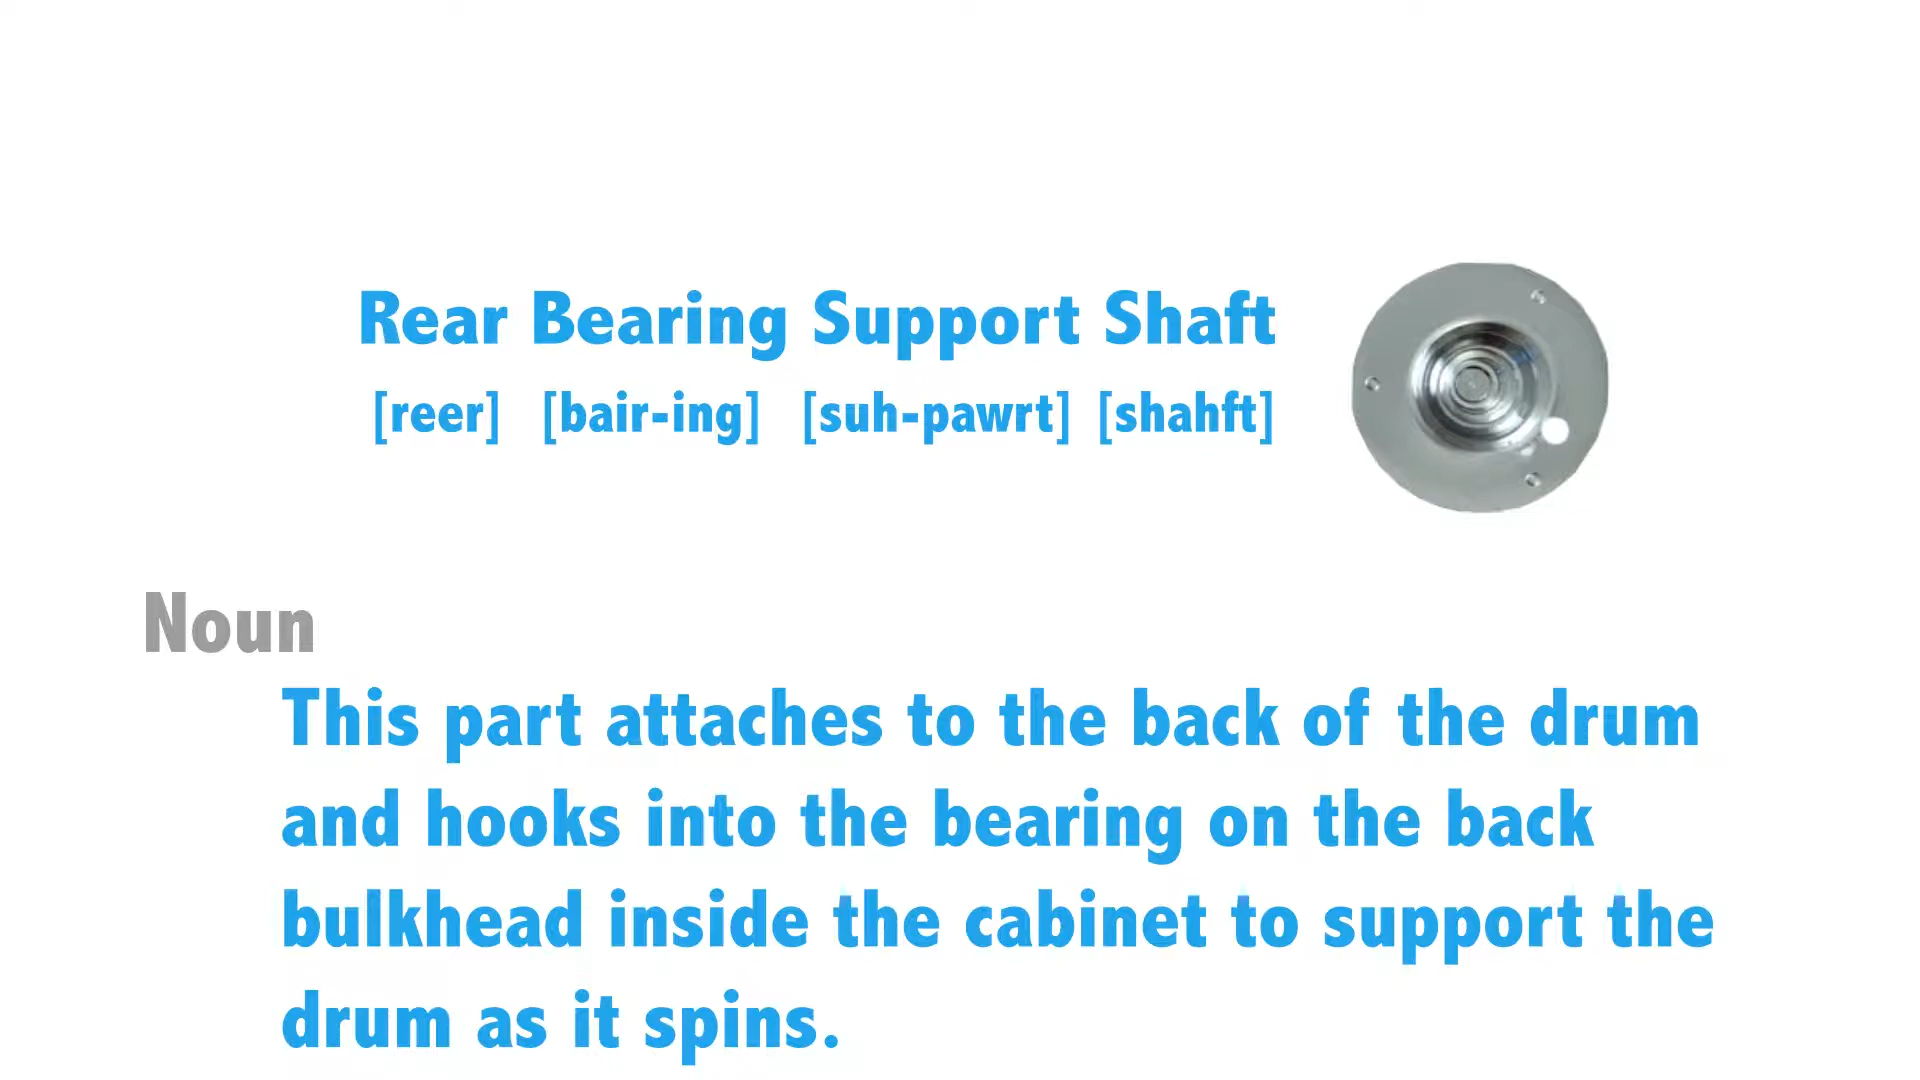 Rear Bearing Support Shaft
[reer] [bair-ing] [suh-pawrt] [shahft]
Noun
This part attaches to the back of the drum
and hooks into the bearing on the back
bulkhead inside the cabinet to support the
drum as it spins.